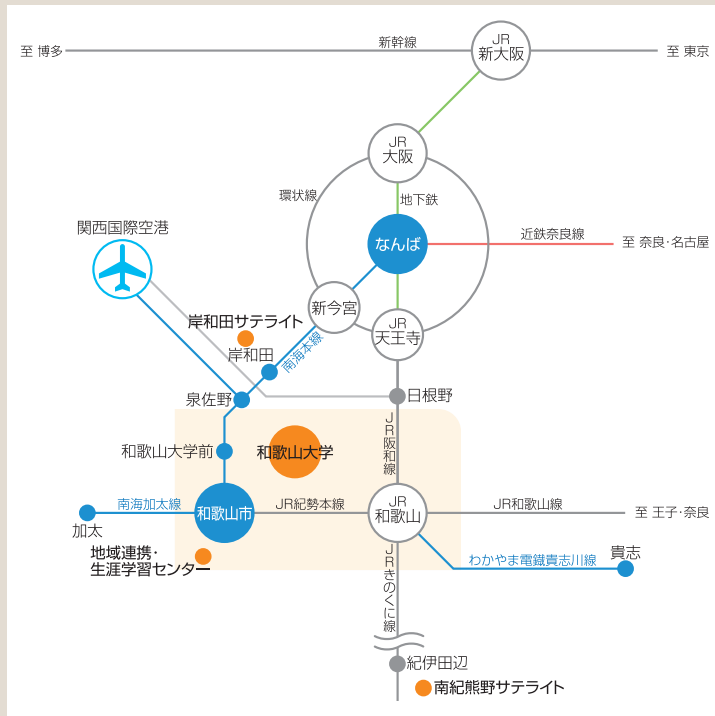 新幹線
至 博多
JR
新大阪
至 東京
JR
大阪
環状線
地下鉄
関西国際空港
近鉄奈良線
なんば
至 奈良・名古屋
新今宮
岸和田サテライト
JR
天王寺
岸和田
南海本線
泉佐野
日根野
JR阪和線
和歌山大学前
和歌山大学
南海加太線
JR紀勢本線
JR和歌山線
和歌山市
JR
和歌山
至 王子・奈良
加太
地域連携・
生涯学習センター
わかやま電鐵貴志川線
貴志
JRきのくに線
紀伊田辺
南紀熊野サテライト